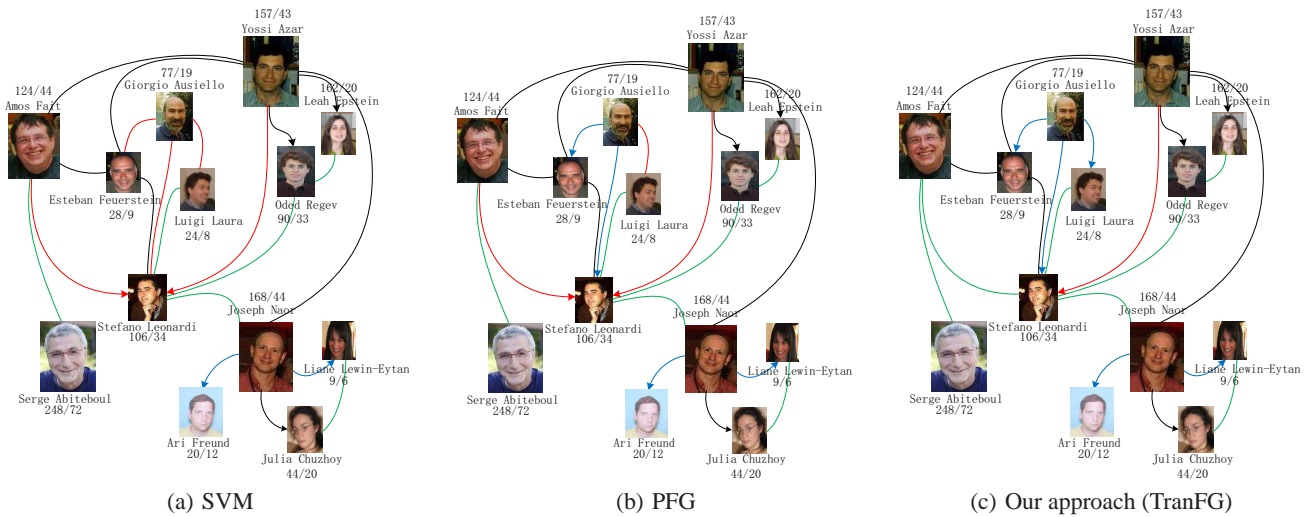 157/43
Yossi Azar
77/19
Giorgio Ausiello
162/20
Leah Epstein
124/44
Amos Fait
Esteban Feuerstein
28/9
Luigi Laura
24/8
Oded Regev
90/33
168/44
Joseph Naor
Stefano Leonardi
106/34
Liane Lewin-Eytan
9/6
Serge Abiteboul
248/72
Ari Freund
20/12
Julia Chuzhoy
44/20
(a) SVM
157/43
Yossi Azar
77/19
Giorgio Ausiello
162/20
Leah Epstein
124/44
Amos Fait
Esteban Feuerstein
28/9
Luigi Laura
24/8
Oded Regev
90/33
168/44
Joseph Naor
Stefano Leonardi
106/34
Liane Lewin-Eytan
9/6
Serge Abiteboul
248/72
Ari Freund
20/12
Julia Chuzhoy
44/20
(b) PFG
157/43
Yossi Azar
77/19
Giorgio Ausiello
162/20
Leah Epstein
124/44
Amos Fait
Esteban Feuerstein
28/9
Luigi Laura
24/8
Oded Regev
90/33
168/44
Joseph Naor
Stefano Leonardi
106/34
Liane Lewin-Eytan
9/6
Serge Abiteboul
248/72
Ari Freund
20/12
Julia Chuzhoy
44/20
(c) Our approach (TranFG)